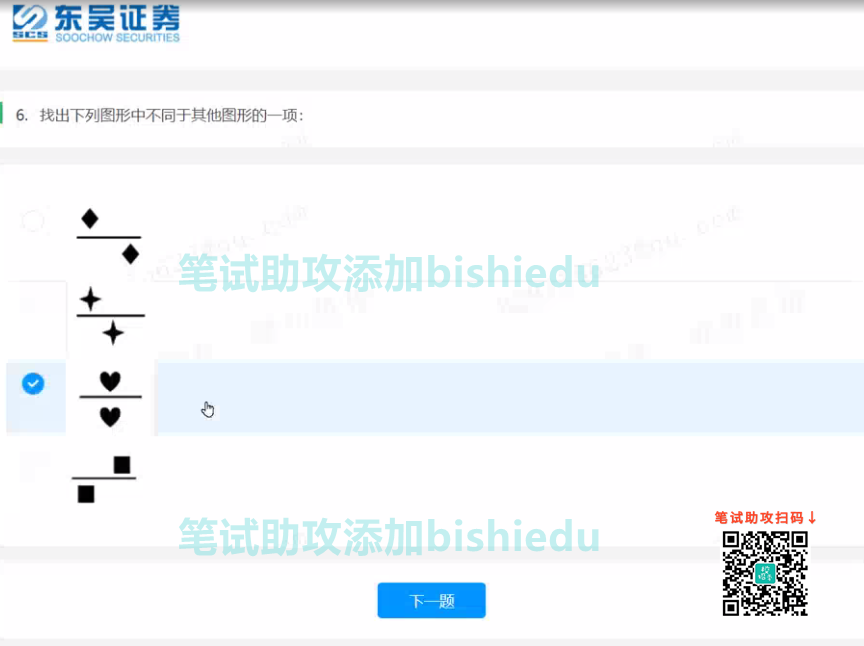 东吴证券
SCS SOOCHOW SECURITIES
6. 找出下列图形中不同于其他图形的一项:
笔试助攻添加bishiedu
笔试助攻添加bishiedu
笔试助攻扫码↓
下一题